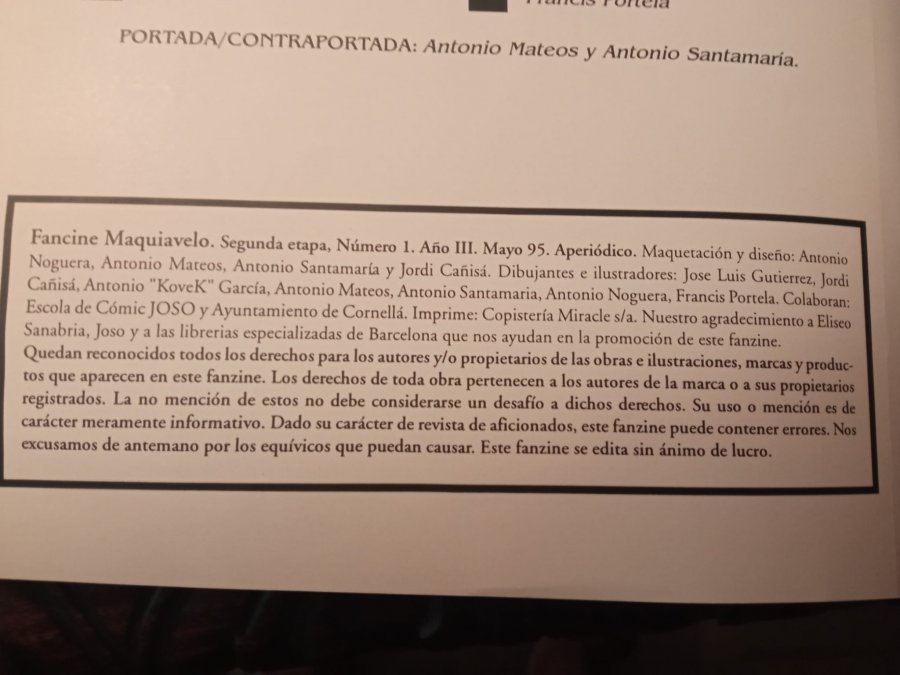 Francis Portela
PORTADA/CONTRAPORTADA: Antonio Mateos y Antonio Santamaría.
Fancine Maquiavelo. Segunda etapa, Número 1. Año III. Mayo 95. Aperiódico. Maquetación y diseño: Antonio
Noguera, Antonio Mateos, Antonio Santamaría y Jordi Cañisá. Dibujantes e ilustradores: Jose Luis Gutierrez, Jordi
Cañisá, Antonio "KoveK" García, Antonio Mateos, Antonio Santamaria, Antonio Noguera, Francis Portela. Colaboran:
Escola de Cómic JOSO y Ayuntamiento de Cornellá. Imprime: Copistería Miracle s/a. Nuestro agradecimiento a Eliseo
Sanabria, Joso y a las librerias especializadas de Barcelona que nos ayudan en la promoción de este fanzine.
Quedan reconocidos todos los derechos para los autores y/o propietarios de las obras e ilustraciones, marcas y produc-
tos que aparecen en este fanzine. Los derechos de toda obra pertenecen a los autores de la marca o a sus propietarios
registrados. La no mención de estos no debe considerarse un desafío a dichos derechos. Su uso o mención es de
carácter meramente informativo. Dado su carácter de revista de aficionados, este fanzine puede contener errores. Nos
excusamos de antemano por los equívicos que puedan causar. Este fanzine se edita sin ánimo de lucro.